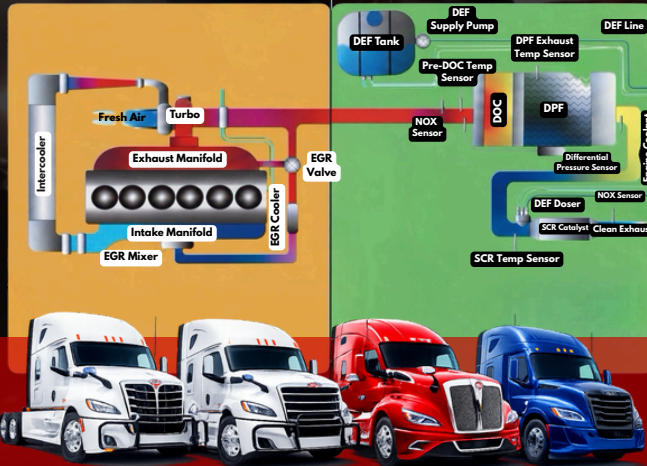 DEF
Supply Pump
DEF Line
DEF Tank
DPF Exhaust
Temp Sensor
Pre-DOC Temp
Sensor
Fresh Air
Turbo
NOX
Sensor
DOC
DPF
Intercooler
Exhaust Manifold
EGR
Valve
Differential
Pressure Sensor
EGR Cooler
NOX Sensor
DEF Doser
Intake Manifold
SCR Catalyst
Clean Exhaus
EGR Mixer
SCR Temp Sensor